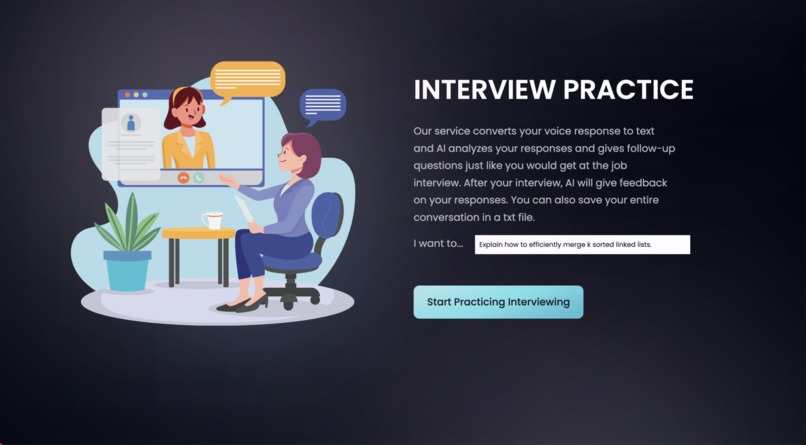 INTERVIEW PRACTICE
Our service converts your voice response to text
and AI analyzes your responses and gives follow-up
questions just like you would get at the job
interview. After your interview, AI will give feedback
on your responses. You can also save your entire
conversation in a txt file.
I want to... Explain how to efficiently merge k sorted linked lists.
Start Practicing Interviewing